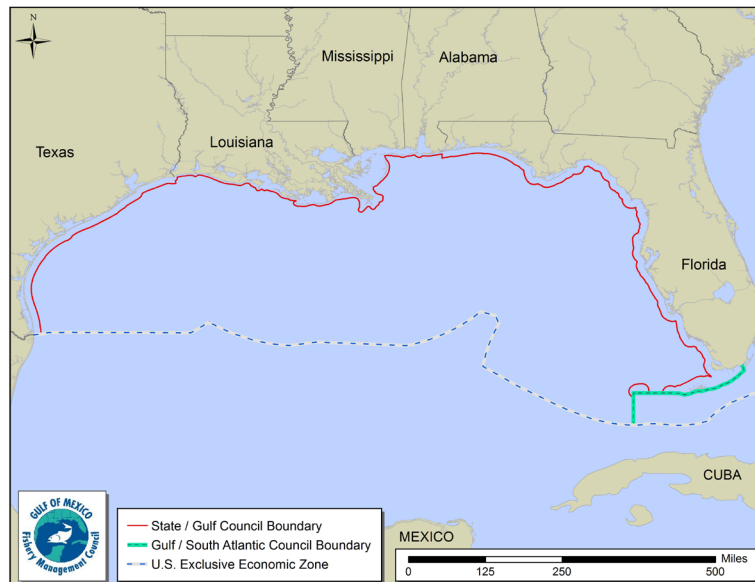 N
Mississippi
Alabama
Louisiana
Texas
Florida
CUBA
MEXICO
GULF OF MEXICO
Fishery Management Council
State / Gulf Council Boundary
Gulf / South Atlantic Council Boundary
U.S. Exclusive Economic Zone
Miles
0 125 250 500